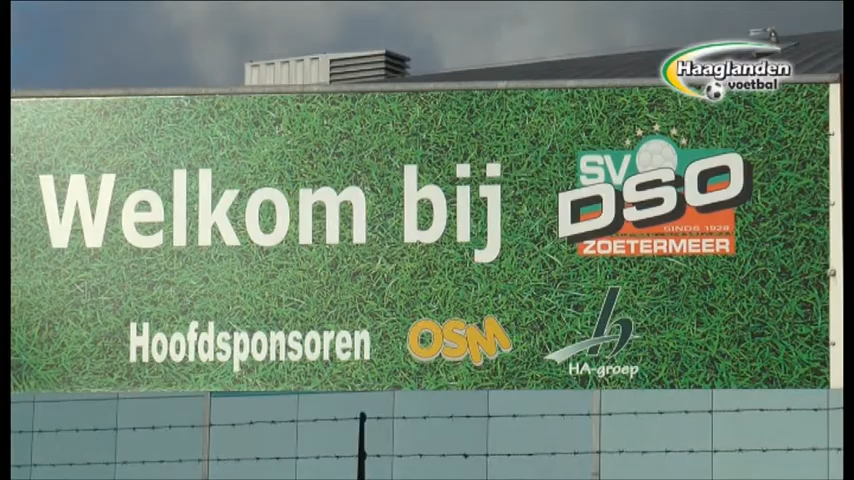 Haaglanden
voetbal
Welkom bij
SV
DSO
SINDS 1928
ZOETERMEER
Hoofdsponsoren
OSM
HA-groep